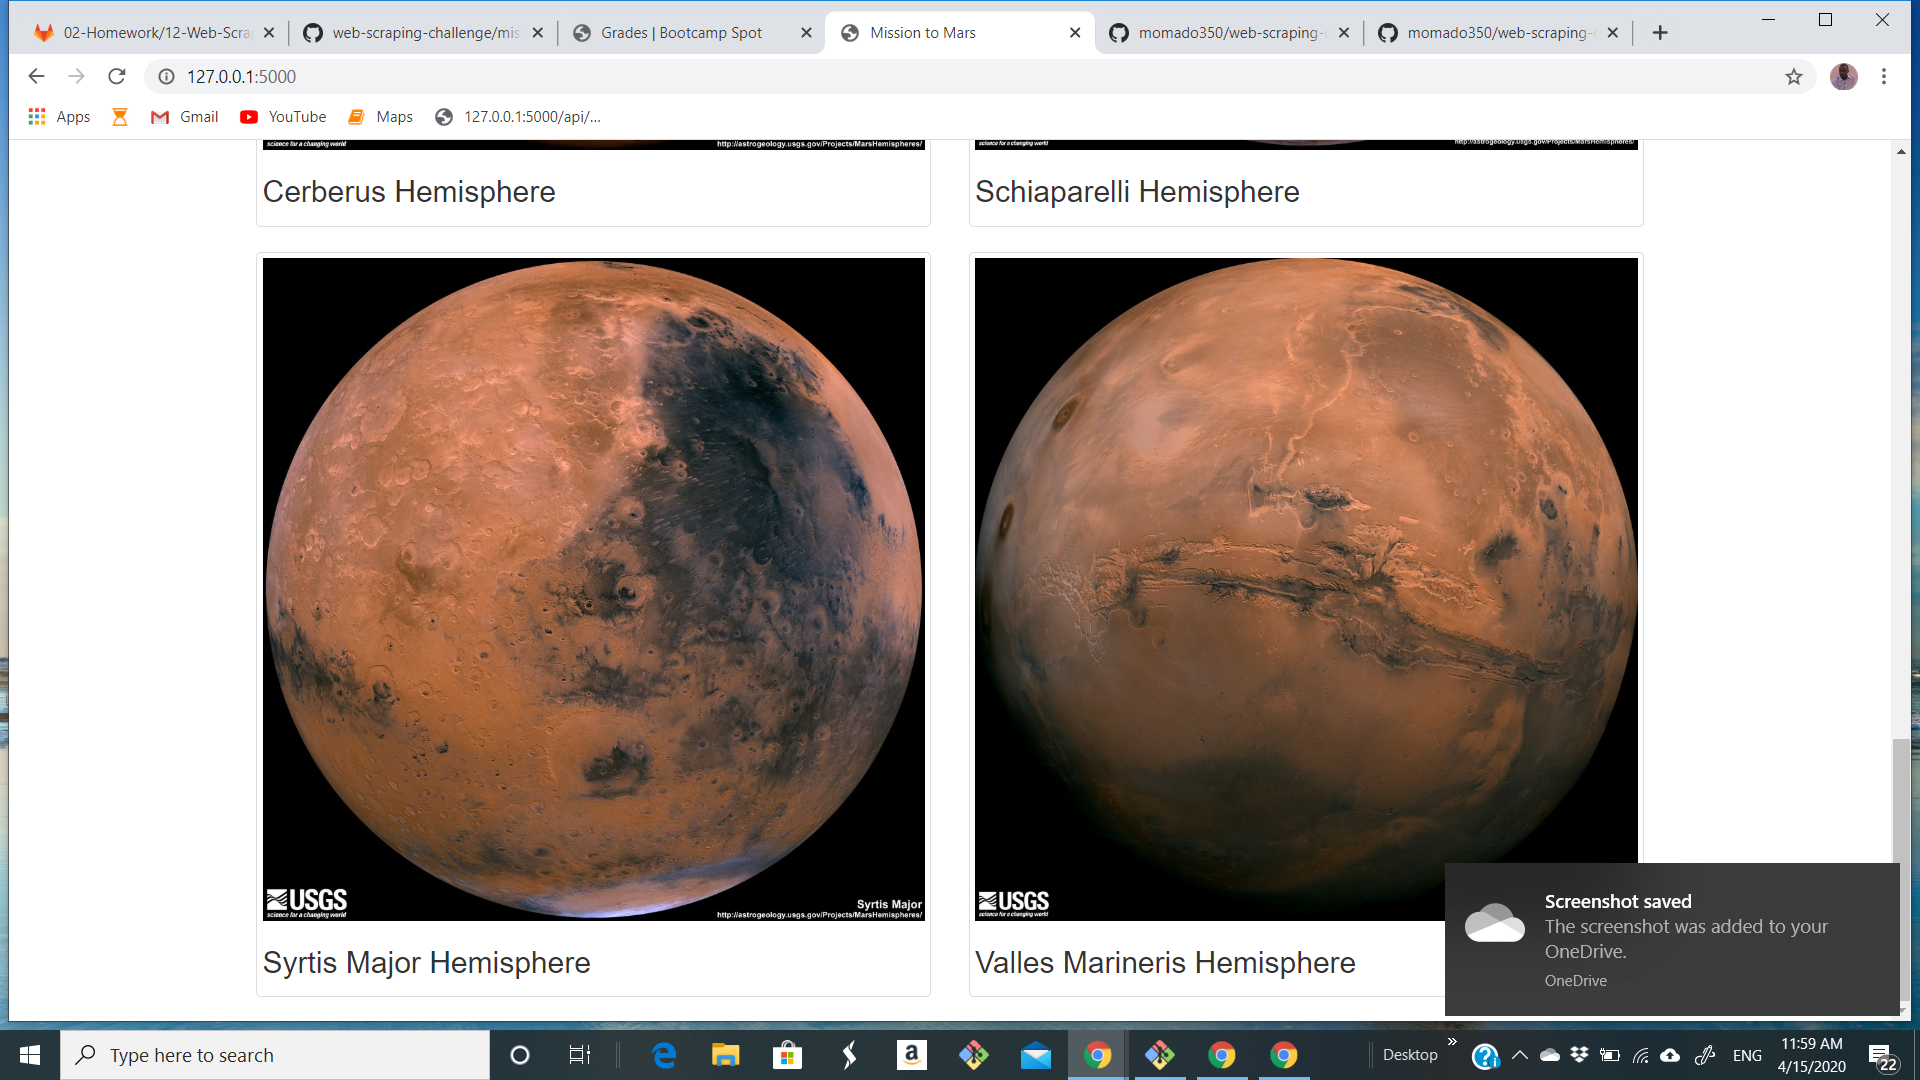 02-Homework/12-Web-Scra
web-scraping-challenge/mis
Grades | Bootcamp Spot
Mission to Mars
momado350/web-scraping-
momado350/web-scraping-
127.0.0.1:5000
Apps
Gmail
YouTube
Maps
127.0.0.1:5000/api/...
science for a changing world
http://astrogeology.usgs.gov/Projects/MarsHemispheres/
science for a changing world
http://astrogeology.usgs.gov/Projects/MarsHemispheres/
Cerberus Hemisphere
Schiaparelli Hemisphere
USGS
science for a changing world
Syrtis Major
http://astrogeology.usgs.gov/Projects/MarsHemispheres/
USGS
science for a changing world
Syrtis Major Hemisphere
Valles Marineris Hemisphere
Screenshot saved
The screenshot was added to your
OneDrive.
OneDrive
Type here to search
Desktop
ENG
11:59 AM
4/15/2020
22